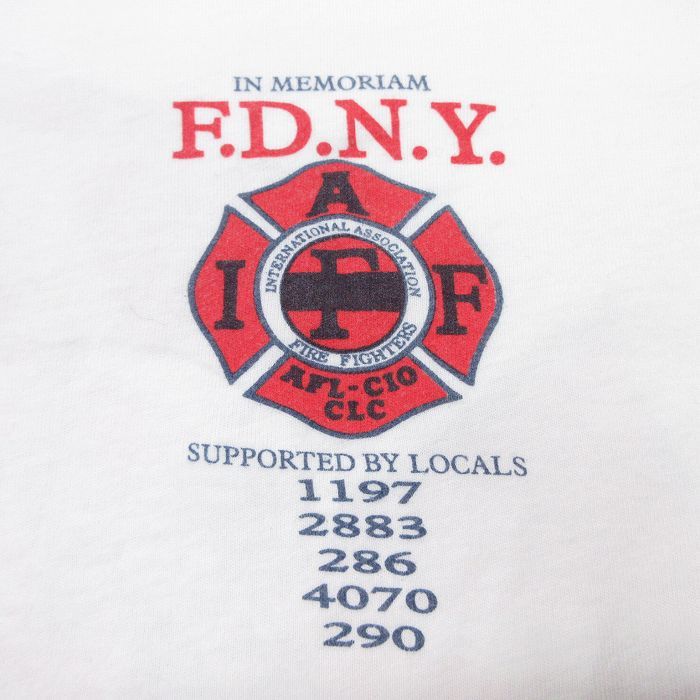 IN MEMORIAM
F.D.N.Y.
A
I F F
INTERNATIONAL ASSOCIATION
FIRE FIGHTERS
AFL-CIO
CLC
SUPPORTED BY LOCALS
1197
2883
286
4070
290